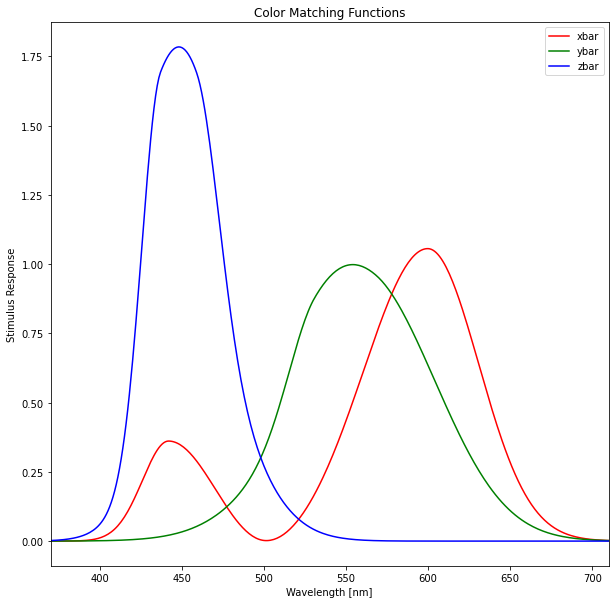 Color Matching Functions
xbar
ybar
zbar
Stimulus Response
1.75
1.50
1.25
1.00
0.75
0.50
0.25
0.00
400 450 500 550 600 650 700
Wavelength [nm]